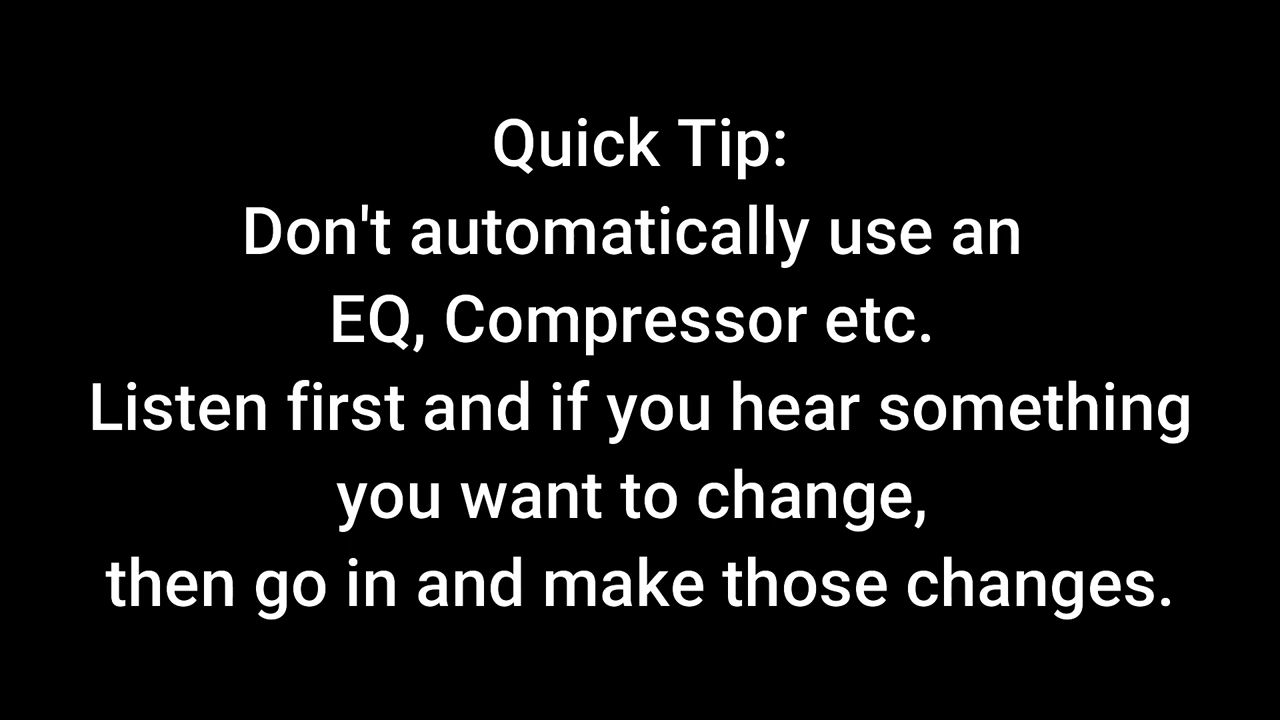 Quick Tip:
Don't automatically use an
EQ, Compressor etc.
Listen first and if you hear something
you want to change,
then go in and make those changes.